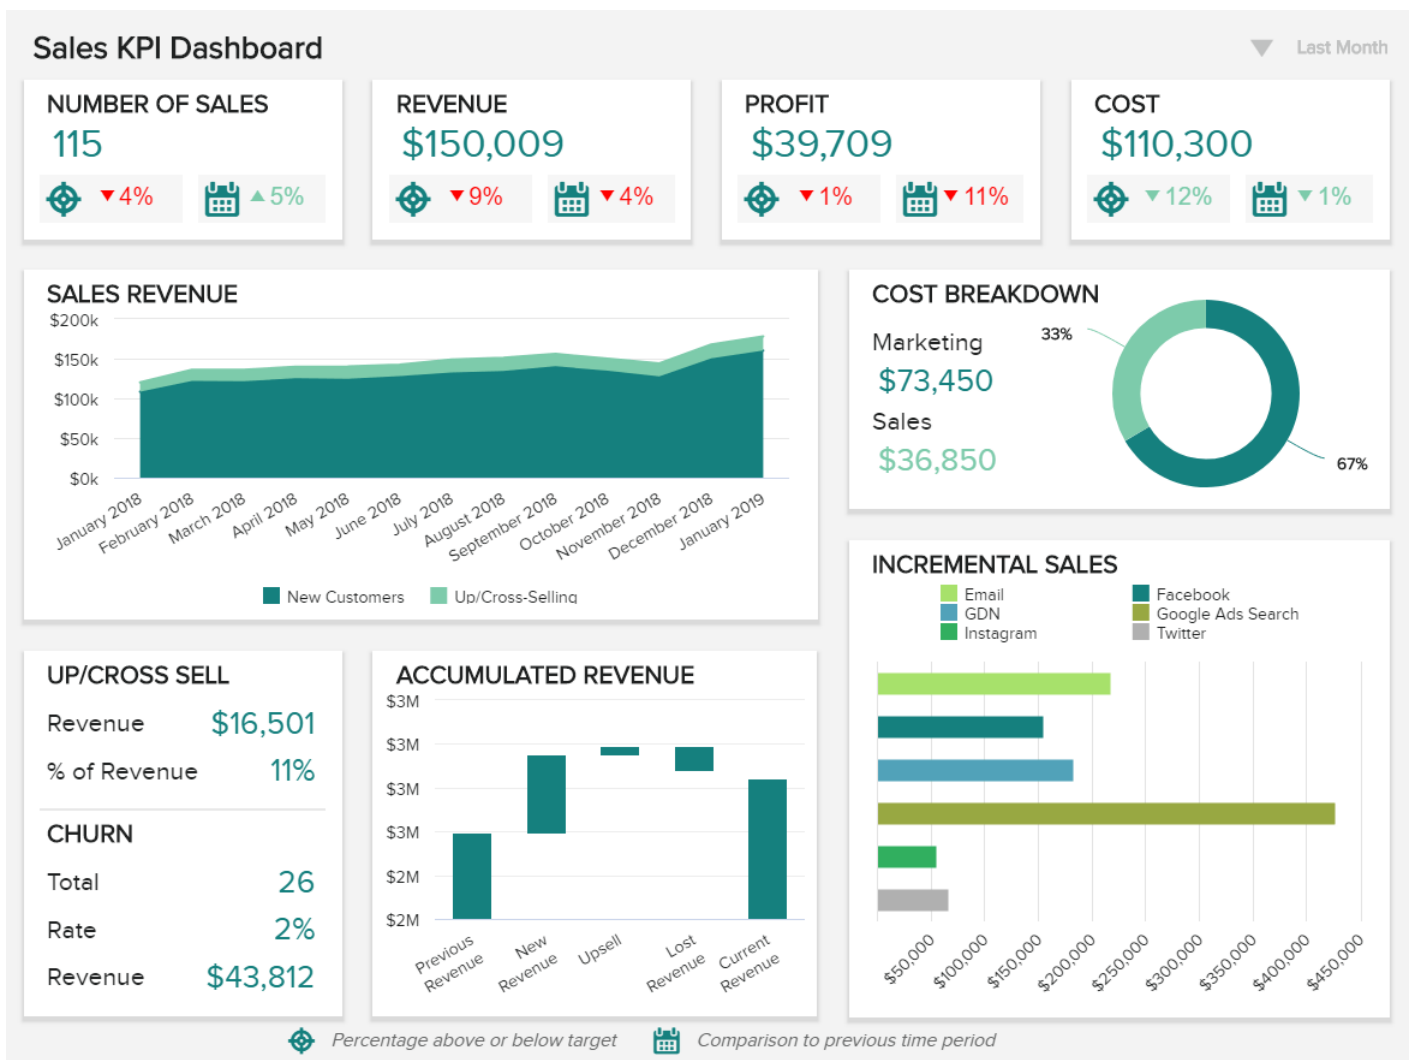 Sales KPI Dashboard
Last Month
NUMBER OF SALES
115
4%
5%
REVENUE
$150,009
9%
4%
PROFIT
$39,709
1%
11%
COST
$110,300
12%
1%
SALES REVENUE
$200k
$150k
$100k
$50k
$0k
January 2018
February 2018
March 2018
April 2018
May 2018
June 2018
July 2018
August 2018
September 2018
October 2018
November 2018
December 2018
January 2019
New Customers
Up/Cross-Selling
COST BREAKDOWN
Marketing
$73,450
Sales
$36,850
33%
67%
INCREMENTAL SALES
Email
Facebook
GDN
Google Ads Search
Instagram
Twitter
$50,000
$100,000
$150,000
$200,000
$250,000
$300,000
$350,000
$400,000
$450,000
UP/CROSS SELL
Revenue $16,501
% of Revenue 11%
CHURN
Total 26
Rate 2%
Revenue $43,812
ACCUMULATED REVENUE
$3M
$3M
$3M
$3M
$2M
$2M
Previous
Revenue
New
Revenue
Upsell
Lost
Revenue
Current
Revenue
Percentage above or below target
Comparison to previous time period